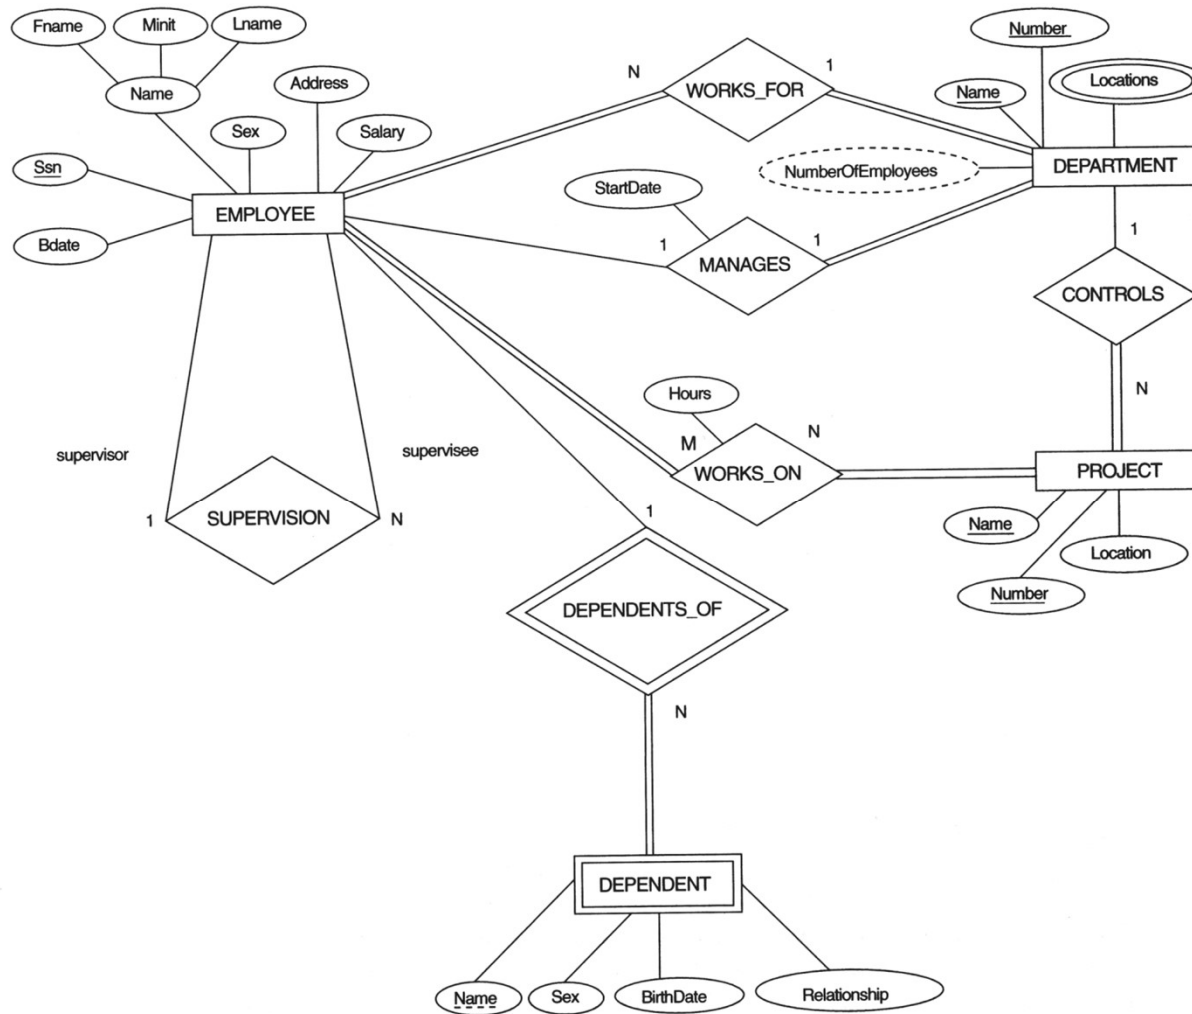 Fname
Minit
Lname
Number
Name
Address
N
WORKS_FOR
1
Name
Locations
Sex
Salary
Ssn
NumberOfEmployees
DEPARTMENT
EMPLOYEE
StartDate
Bdate
1
MANAGES
1
1
CONTROLS
Hours
N
M
N
supervisor
supervisee
WORKS_ON
PROJECT
1
SUPERVISION
N
1
Name
Location
Number
DEPENDENTS_OF
N
DEPENDENT
Name
Sex
BirthDate
Relationship